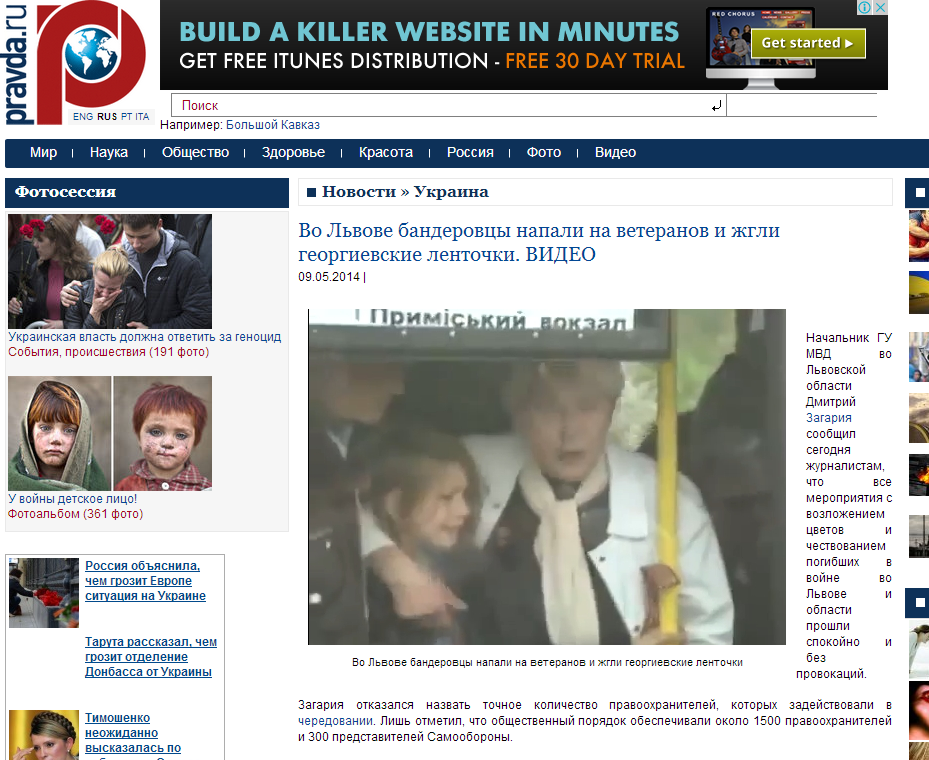 pravda.ru
ENG RUS PT ITA
BUILD A KILLER WEBSITE IN MINUTES
GET FREE ITUNES DISTRIBUTION - FREE 30 DAY TRIAL
RED CHORUS
Get started
Поиск
Например: Большой Кавказ
Мир | Наука | Общество | Здоровье | Красота | Россия | Фото | Видео
Фотосессия
Украинская власть должна ответить за геноцид
События, происшествия (191 фото)
У войны детское лицо!
Фотоальбом (361 фото)
Россия объяснила,
чем грозит Европе
ситуация на Украине
Тарута рассказал, чем
грозит отделение
Донбасса от Украины
Тимошенко
неожиданно
высказалась по
Новости » Украина
Во Львове бандеровцы напали на ветеранов и жгли
георгиевские ленточки. ВИДЕО
09.05.2014 |
Приміський вокзал
Во Львове бандеровцы напали на ветеранов и жгли георгиевские ленточки
Начальник ГУ
МВД во
Львовской
области
Дмитрий
Загария
сообщил
сегодня
журналистам,
что все
мероприятия с
возложением
цветов и
чествованием
погибших в
войне во
Львове и
области
прошли
спокойно и
без
провокаций.
Загария отказался назвать точное количество правоохранителей, которых задействовали в
чередовании. Лишь отметил, что общественный порядок обеспечивали около 1500 правоохранителей
и 300 представителей Самообороны.